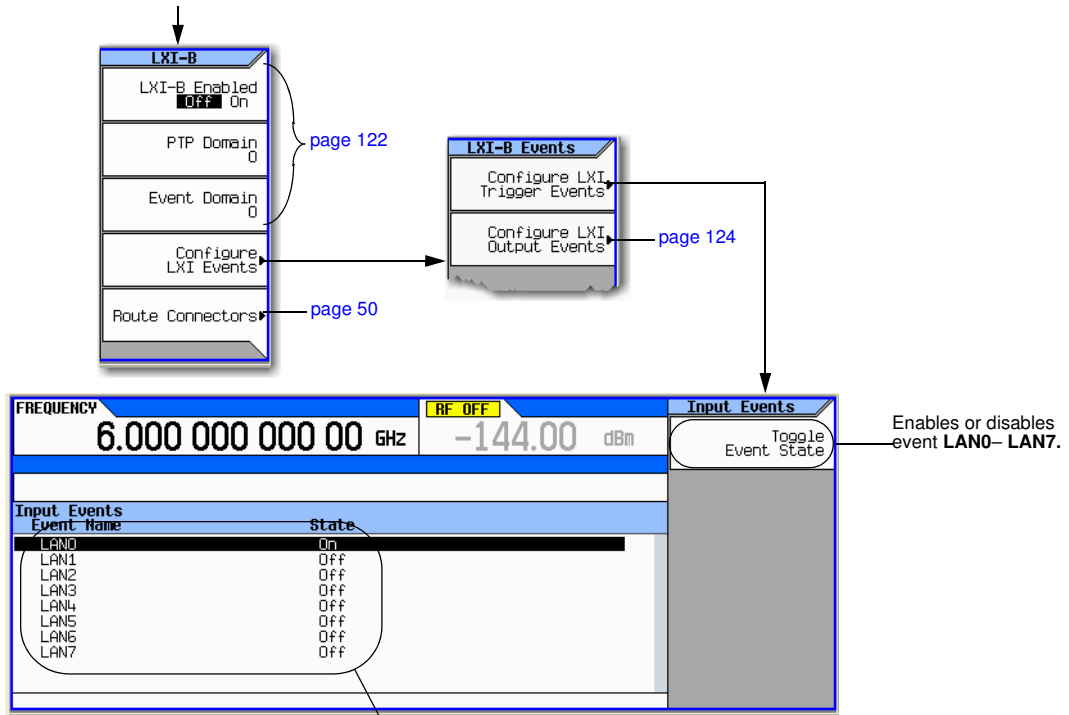 LXI-B
LXI-B Enabled
Off On
PTP Domain
0
Event Domain
0
Configure
LXI Events
Route Connectors
page 122
page 50
LXI-B Events
Configure LXI
Trigger Events
Configure LXI
Output Events
page 124
FREQUENCY
6.000 000 000 00 GHz
RF OFF
-144.00 dBm
Input Events
Toggle
Event State
Enables or disables
event LAN0– LAN7.
Input Events
Event Name State
LAN0 On
LAN1 Off
LAN2 Off
LAN3 Off
LAN4 Off
LAN5 Off
LAN6 Off
LAN7 Off